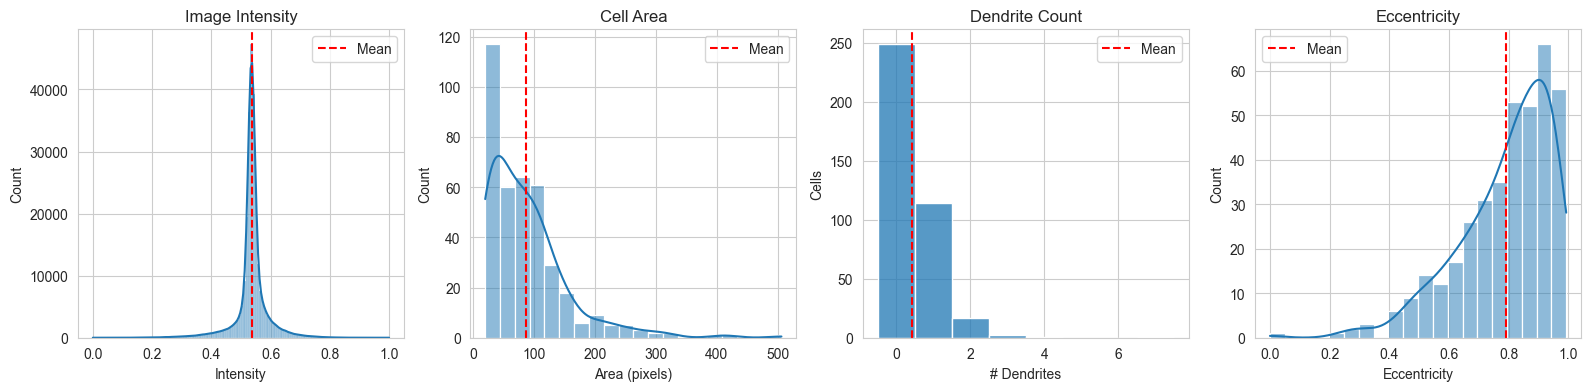 Image Intensity
Mean
Count
40000
30000
20000
10000
0
0.0 0.2 0.4 0.6 0.8 1.0
Intensity
Cell Area
Mean
Count
120
100
80
60
40
20
0
0 100 200 300 400 500
Area (pixels)
Dendrite Count
Mean
Cells
250
200
150
100
50
0
0 2 4 6
# Dendrites
Eccentricity
Mean
Count
60
50
40
30
20
10
0
0.0 0.2 0.4 0.6 0.8 1.0
Eccentricity